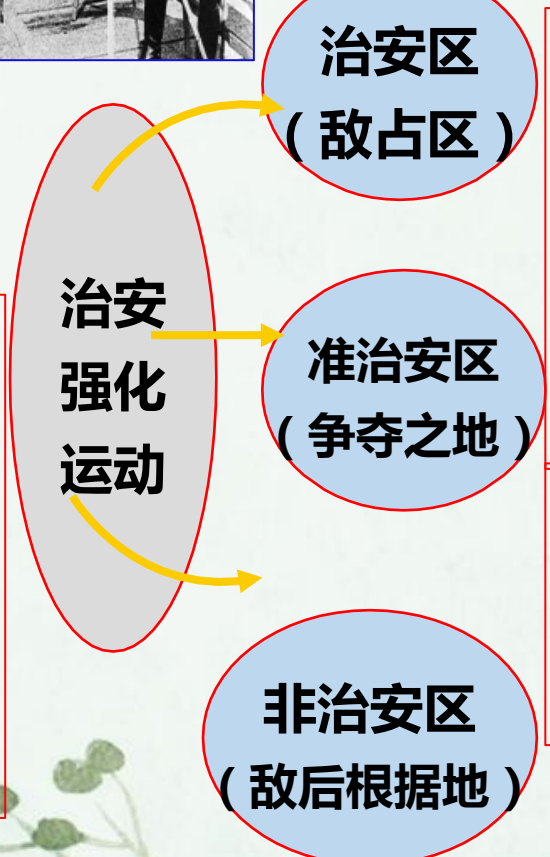 治安区
（敌占区）
治安
强化
运动
准治安区
（争夺之地）
非治安区
（敌后根据地）